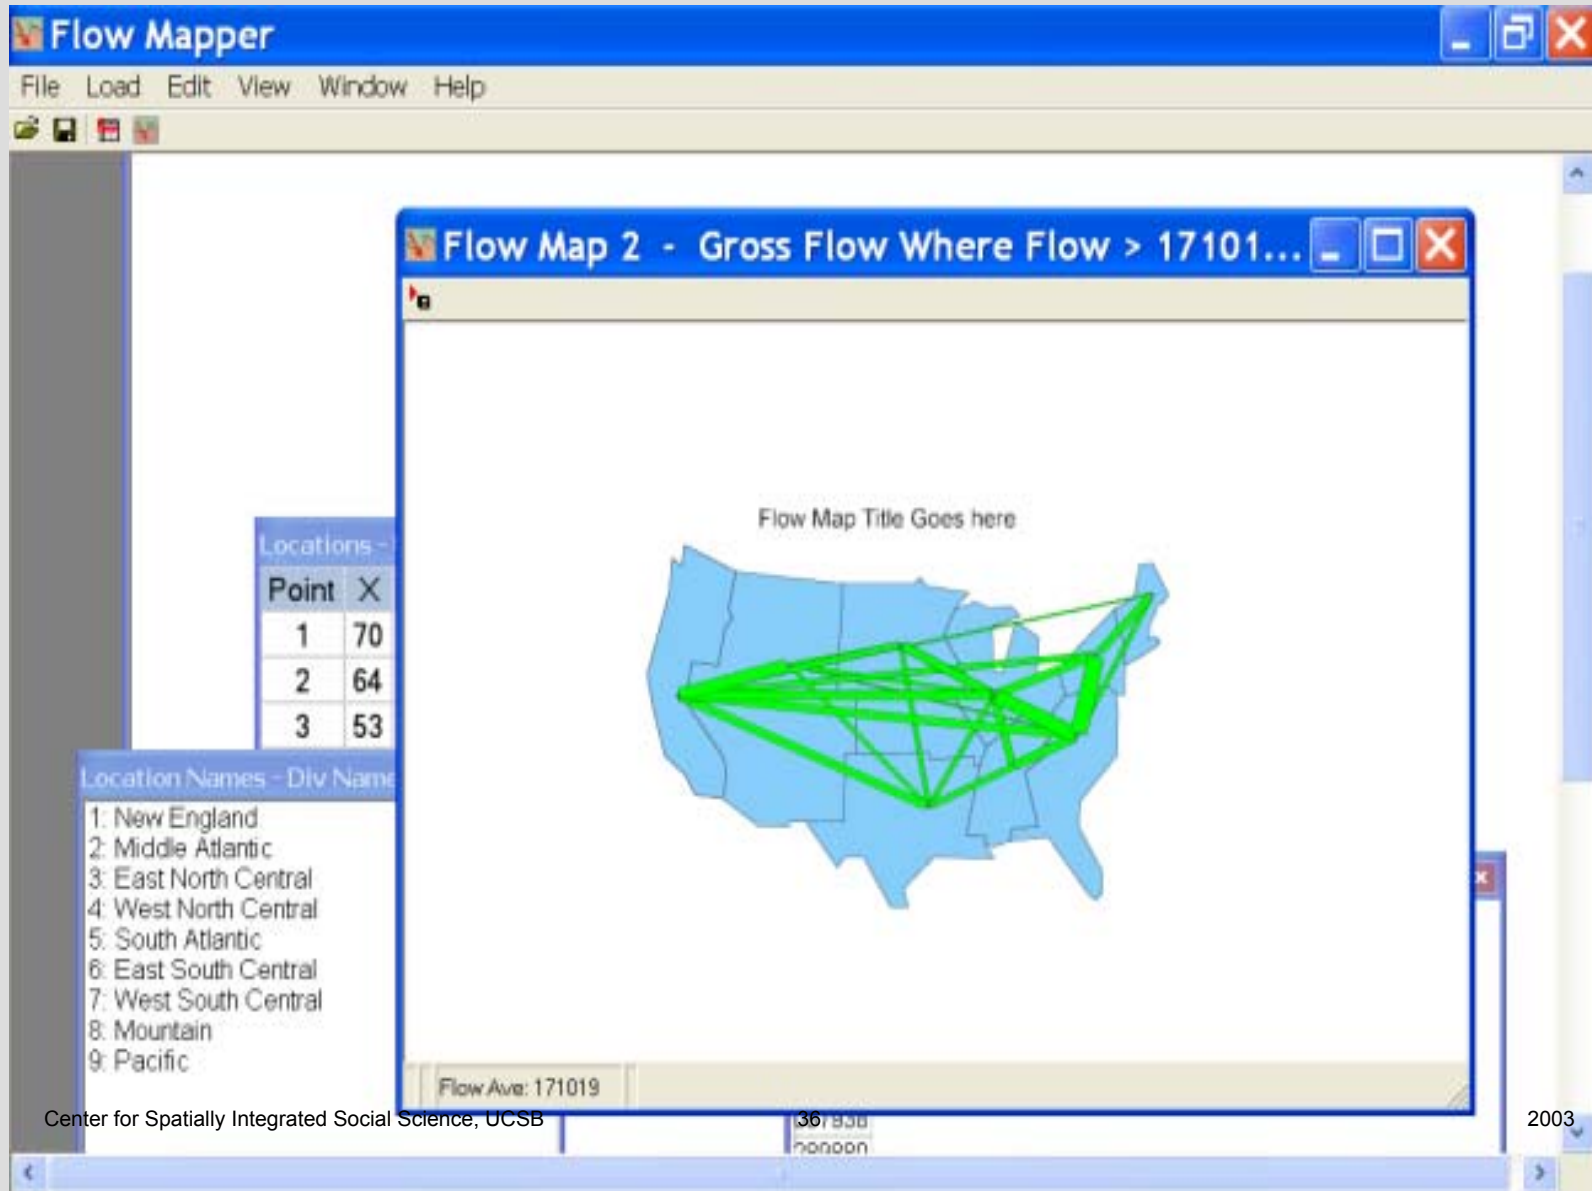 Flow Mapper
File Load Edit View Window Help
Flow Map 2 - Gross Flow Where Flow > 17101...
Flow Map Title Goes here
Locations -
Point X
1 70
2 64
3 53
Location Names - Div Name
1: New England
2: Middle Atlantic
3: East North Central
4: West North Central
5: South Atlantic
6: East South Central
7: West South Central
8: Mountain
9: Pacific
Flow Ave: 171019
Center for Spatially Integrated Social Science, UCSB 36 2003